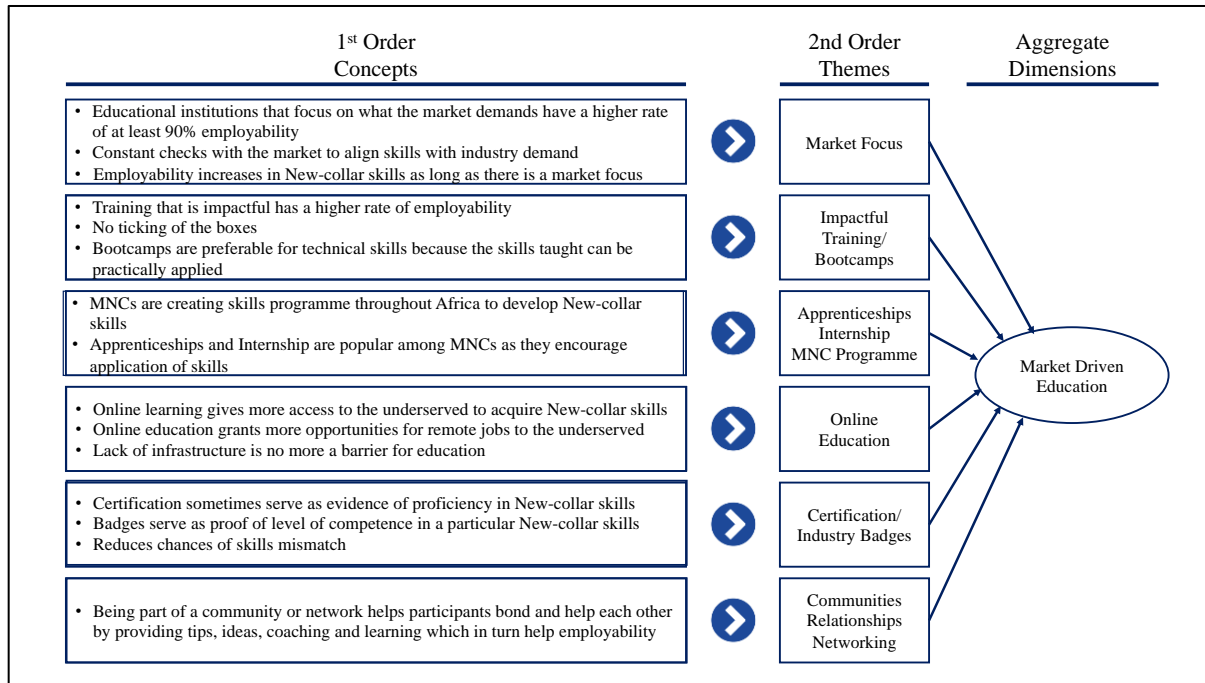 1st Order
Concepts
2nd Order
Themes
Aggregate
Dimensions
• Educational institutions that focus on what the market demands have a higher rate
of at least 90% employability
• Constant checks with the market to align skills with industry demand
• Employability increases in New-collar skills as long as there is a market focus
Market Focus
• Training that is impactful has a higher rate of employability
• No ticking of the boxes
• Bootcamps are preferable for technical skills because the skills taught can be
practically applied
Impactful
Training/
Bootcamps
• MNCs are creating skills programme throughout Africa to develop New-collar
skills
• Apprenticeships and Internship are popular among MNCs as they encourage
application of skills
Apprenticeships
Internship
MNC Programme
Market Driven
Education
• Online learning gives more access to the underserved to acquire New-collar skills
• Online education grants more opportunities for remote jobs to the underserved
• Lack of infrastructure is no more a barrier for education
Online
Education
• Certification sometimes serve as evidence of proficiency in New-collar skills
• Badges serve as proof of level of competence in a particular New-collar skills
• Reduces chances of skills mismatch
Certification/
Industry Badges
• Being part of a community or network helps participants bond and help each other
by providing tips, ideas, coaching and learning which in turn help employability
Communities
Relationships
Networking